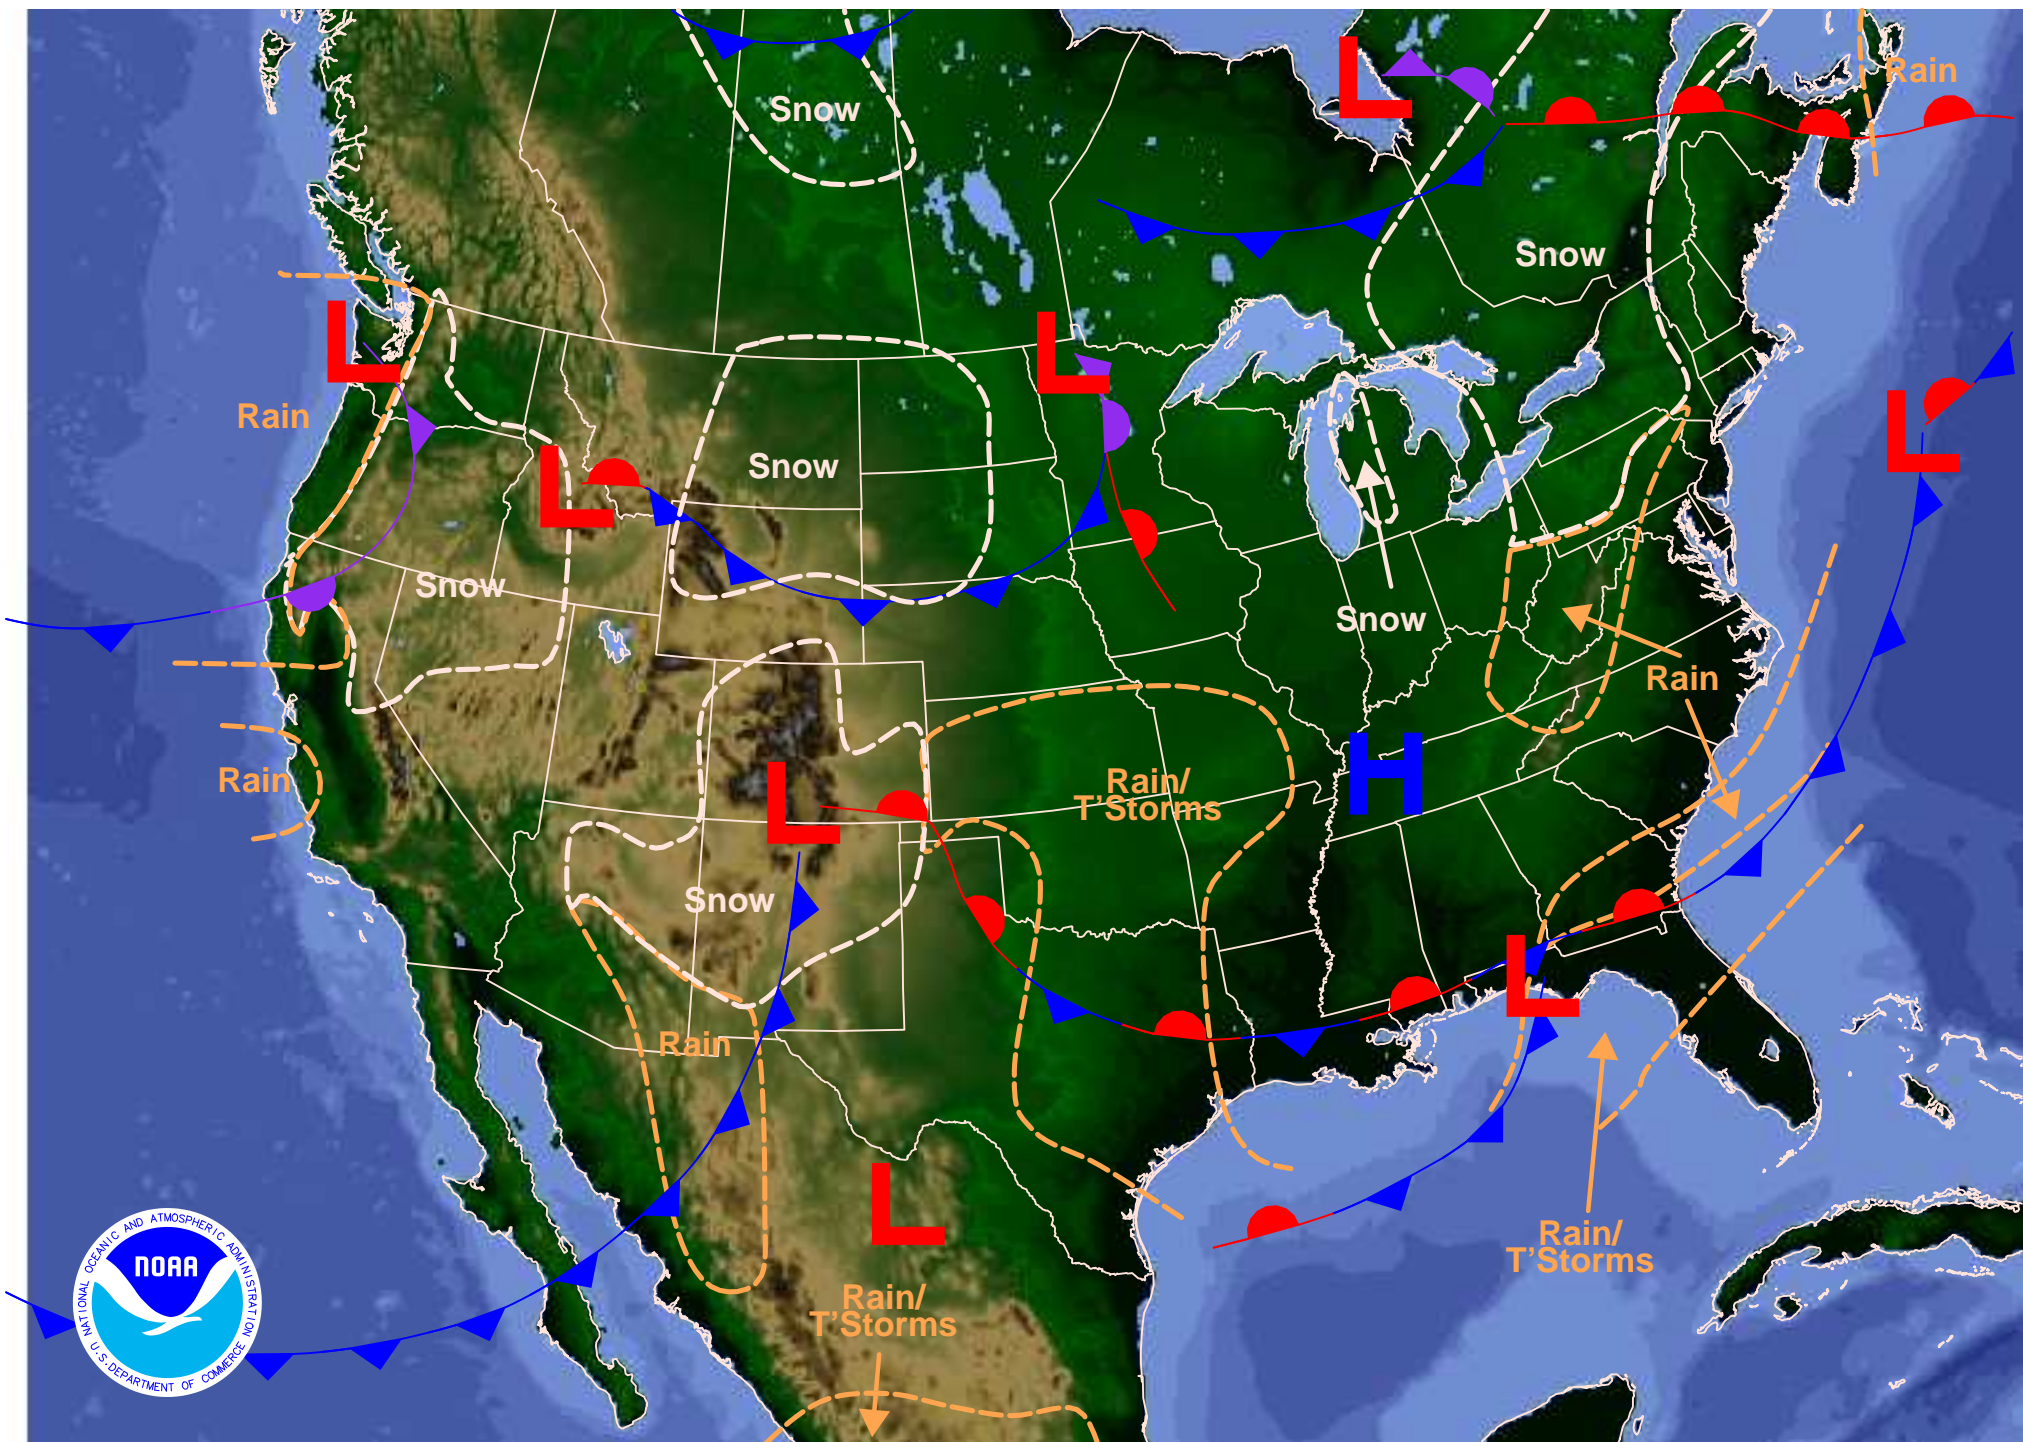 L
Rain
Snow
Snow
L
L
Rain
Snow
L
L
Snow
Snow
H
Rain
Rain/
T'Storms
L
Rain
Snow
L
Rain
L
Rain/
T'Storms
Rain/
T'Storms
NATIONAL OCEANIC AND ATMOSPHERIC ADMINISTRATION
NOAA
U.S. DEPARTMENT OF COMMERCE